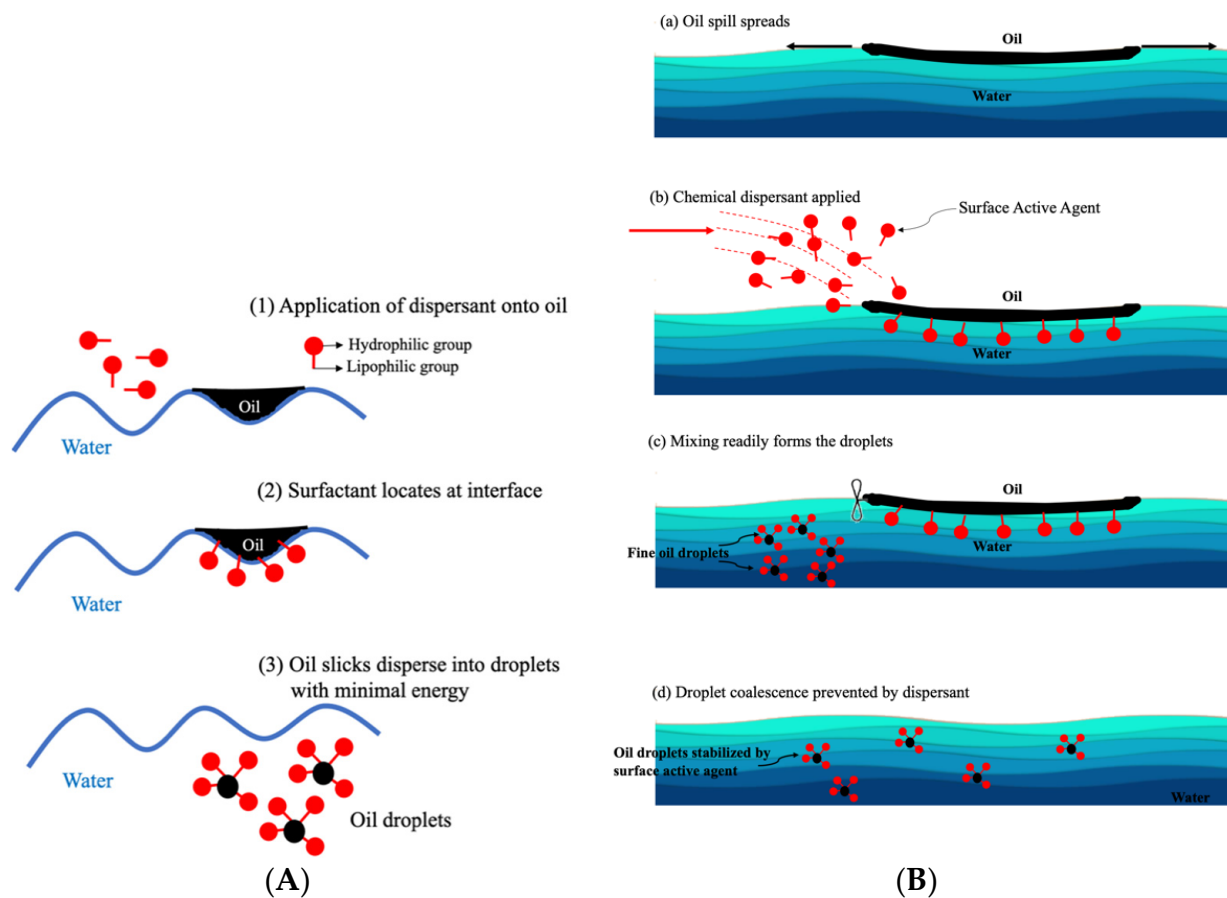 (1) Application of dispersant onto oil
Hydrophilic group
Lipophilic group
Oil
Water
(2) Surfactant locates at interface
Oil
Water
(3) Oil slicks disperse into droplets
with minimal energy
Water
Oil droplets
(A)
(a) Oil spill spreads
Oil
Water
(b) Chemical dispersant applied
Surface Active Agent
Oil
Water
(c) Mixing readily forms the droplets
Oil
Water
Fine oil droplets
(d) Droplet coalescence prevented by dispersant
Oil droplets stabilized by
surface active agent
Water
(B)